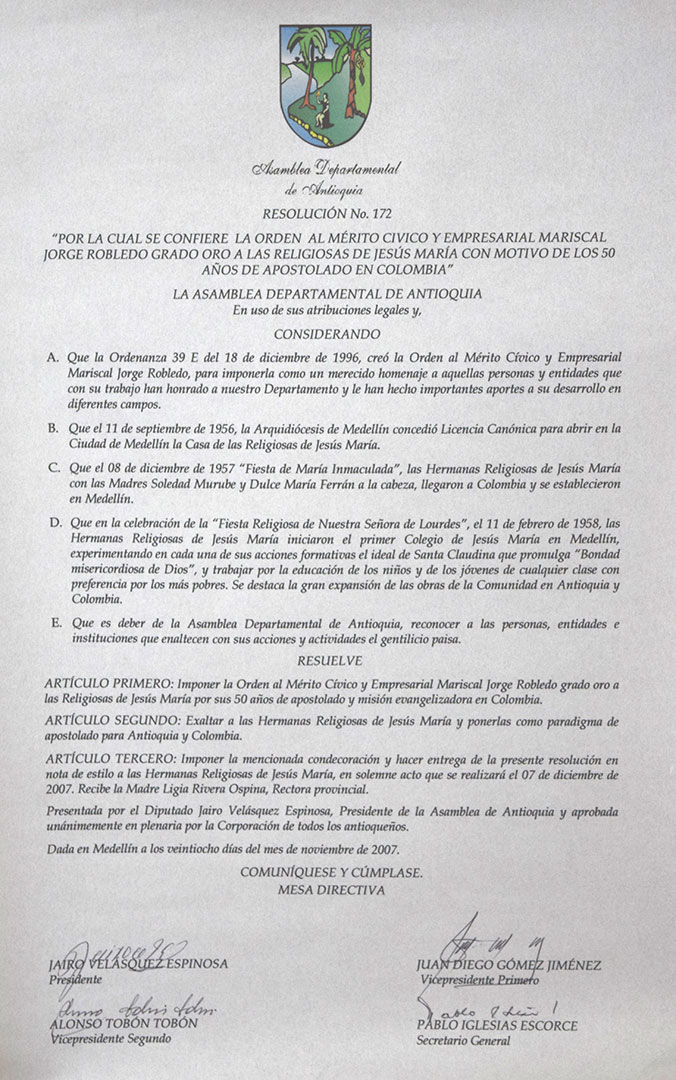 Asamblea Departamental
de Antioquia
RESOLUCIÓN No. 172
"POR LA CUAL SE CONFIERE LA ORDEN AL MÉRITO CIVICO Y EMPRESARIAL MARISCAL
JORGE ROBLEDO GRADO ORO A LAS RELIGIOSAS DE JESÚS MARÍA CON MOTIVO DE LOS 50
AÑOS DE APOSTOLADO EN COLOMBIA"
LA ASAMBLEA DEPARTAMENTAL DE ANTIOQUIA
En uso de sus atribuciones legales y,
CONSIDERANDO
A. Que la Ordenanza 39 E del 18 de diciembre de 1996, creó la Orden al Mérito Cívico y Empresarial
Mariscal Jorge Robledo, para imponerla como un merecido homenaje a aquellas personas y entidades que
con su trabajo han honrado a nuestro Departamento y le han hecho importantes aportes a su desarrollo en
diferentes campos.
B. Que el 11 de septiembre de 1956, la Arquidiócesis de Medellín concedió Licencia Canónica para abrir en la
Ciudad de Medellín la Casa de las Religiosas de Jesús María.
C. Que el 08 de diciembre de 1957 "Fiesta de María Inmaculada", las Hermanas Religiosas de Jesús María
con las Madres Soledad Murube y Dulce María Ferrán a la cabeza, llegaron a Colombia y se establecieron
en Medellín.
D. Que en la celebración de la "Fiesta Religiosa de Nuestra Señora de Lourdes", el 11 de febrero de 1958, las
Hermanas Religiosas de Jesús María iniciaron el primer Colegio de Jesús María en Medellín,
experimentando en cada una de sus acciones formativas el ideal de Santa Claudina que promulga "Bondad
misericordiosa de Dios", y trabajar por la educación de los niños y de los jóvenes de cualquier clase con
preferencia por los más pobres. Se destaca la gran expansión de las obras de la Comunidad en Antioquia y
Colombia.
E. Que es deber de la Asamblea Departamental de Antioquia, reconocer a las personas, entidades e
instituciones que enaltecen con sus acciones y actividades el gentilicio paisa.
RESUELVE
ARTÍCULO PRIMERO: Imponer la Orden al Mérito Cívico y Empresarial Mariscal Jorge Robledo grado oro a
las Religiosas de Jesús María por sus 50 años de apostolado y misión evangelizadora en Colombia.
ARTÍCULO SEGUNDO: Exaltar a las Hermanas Religiosas de Jesús María y ponerlas como paradigma de
apostolado para Antioquia y Colombia.
ARTÍCULO TERCERO: Imponer la mencionada condecoración y hacer entrega de la presente resolución en
nota de estilo a las Hermanas Religiosas de Jesús María, en solemne acto que se realizará el 07 de diciembre de
2007. Recibe la Madre Ligia Rivera Ospina, Rectora provincial.
Presentada por el Diputado Jairo Velásquez Espinosa, Presidente de la Asamblea de Antioquia y aprobada
unánimemente en plenaria por la Corporación de todos los antioqueños.
Dada en Medellín a los veintiocho días del mes de noviembre de 2007.
COMUNÍQUESE Y CÚMPLASE.
MESA DIRECTIVA
JAIRO VELÁSQUEZ ESPINOSA
Presidente
JUAN DIEGO GÓMEZ JIMÉNEZ
Vicepresidente Primero
ALONSO TOBÓN TOBÓN
Vicepresidente Segundo
PABLO IGLESIAS ESCORCE
Secretario General